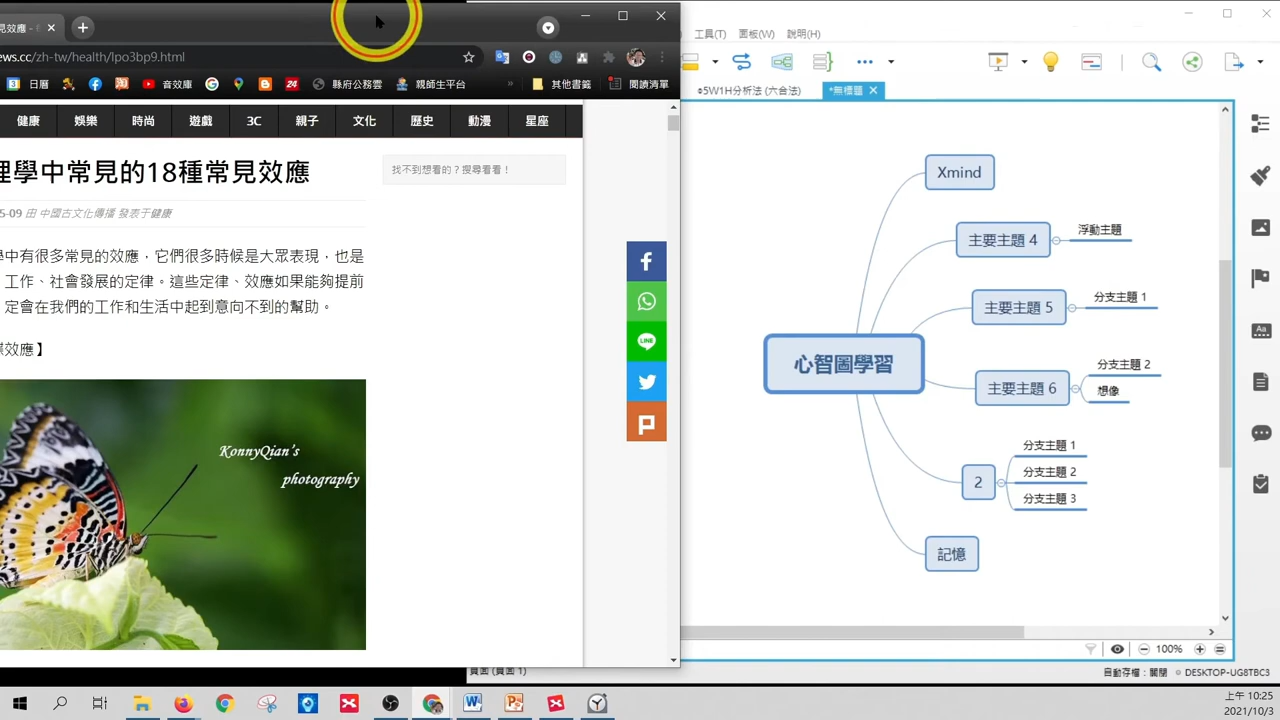 見效應 - E
ws.cc/zh-tw/health/lpo3bp9.html
日曆
音效軌
24
縣府公務雲
親師生平台
»
其他書籤
閱讀清單
健康
娛樂
時尚
遊戲
3C
親子
文化
歷史
動漫
星座
理學中常見的18種常見效應
找不到想看的？搜尋看看！
5-09 由 中國古文化傳播 發表于健康
學中有很多常見的效應，它們很多時候是大眾表現，也是
工作、社會發展的定律。這些定律、效應如果能夠提前
定會在我們的工作和生活中起到意向不到的幫助。
效應】
KonnyQian's
photography
LINE
工具(T)
面板(W)
說明(H)
5W1H分析法 (六合法)
*無標題
Xmind
主要主題 4
浮動主題
主要主題 5
分支主題 1
心智圖學習
主要主題 6
分支主題 2
想像
2
分支主題 1
分支主題 2
分支主題 3
記憶
Aa
100%
頁面 (頁面 1)
自動存檔：關閉
DESKTOP-UG8TBC3
上午 10:25
2021/10/3